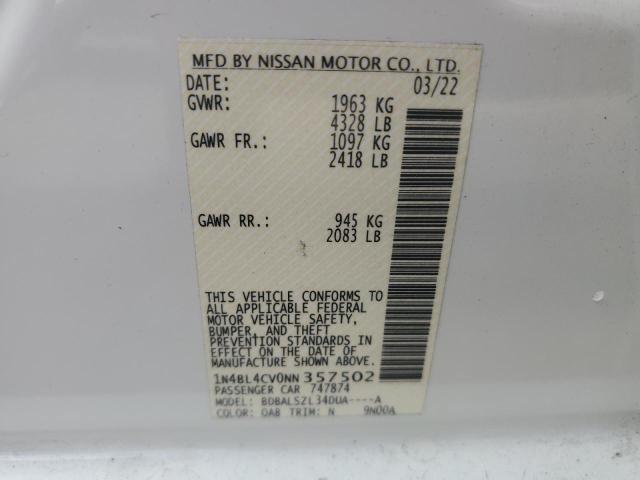 MFD BY NISSAN MOTOR CO., LTD.
DATE: 03/22
GVWR: 1963 KG
4328 LB
GAWR FR.: 1097 KG
2418 LB
GAWR RR.: 945 KG
2083 LB
THIS VEHICLE CONFORMS TO
ALL APPLICABLE FEDERAL
MOTOR VEHICLE SAFETY,
BUMPER, AND THEFT
PREVENTION STANDARDS
IN EFFECT ON THE DATE OF
MANUFACTURE SHOWN ABOVE.
1N4BL4CV0NN357502
PASSENGER CAR 747874
MODEL: BDBALSZL34DUA----A
COLOR: QAB TRIM: N 9N00A